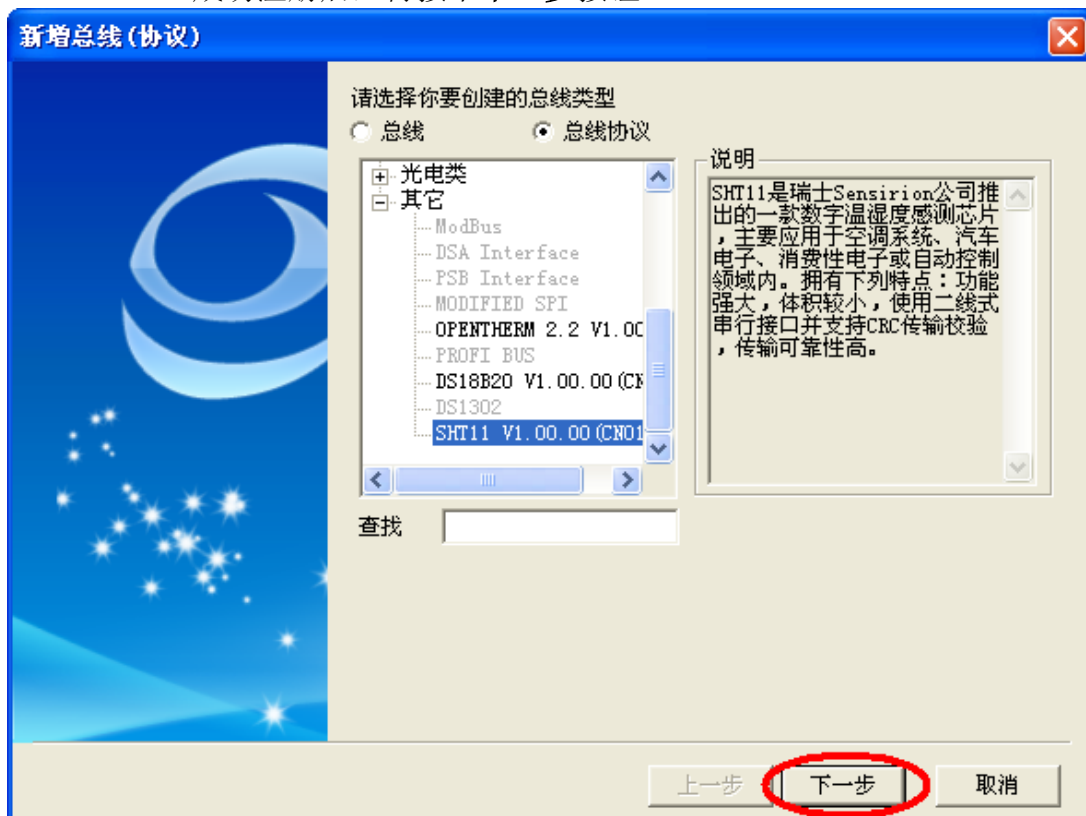 新增总线(协议)
请选择你要创建的总线类型
总线
总线协议
光电类
其它
ModBus
DSA Interface
PSB Interface
MODIFIED SPI
OPENTHERM 2.2 V1.00
PROFI BUS
DS18B20 V1.00.00(CN
DS1302
SHT11 V1.00.00(CN01
查找
说明
SHT11是瑞士Sensirion公司推
出的一款数字温湿度感测芯片
，主要应用于空调系统、汽车
电子、消费性电子或自动控制
领域内。拥有下列特点：功能
强大，体积较小，使用二线式
串行接口并支持CRC传输校验
，传输可靠性高。
上一步
下一步
取消